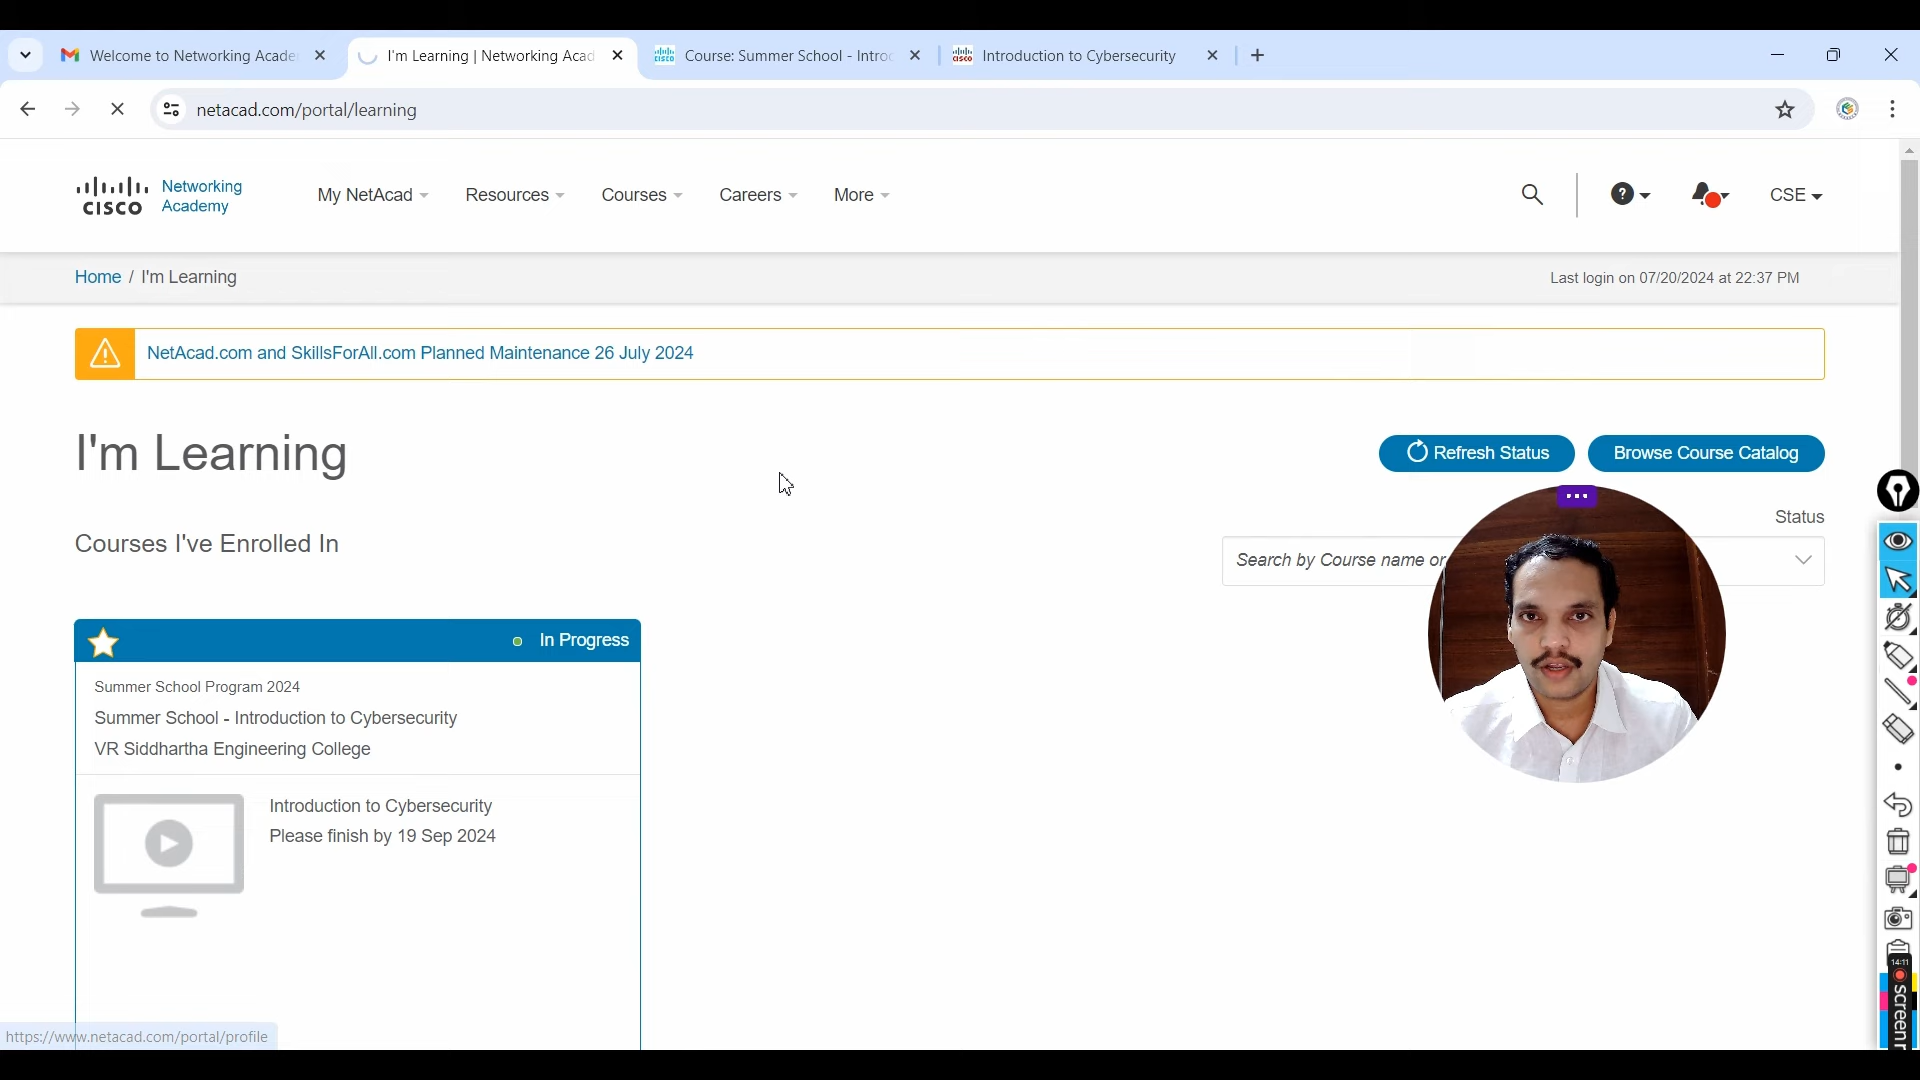 Welcome to Networking Acade
I'm Learning | Networking Acad
Course: Summer School - Introc
Introduction to Cybersecurity
netacad.com/portal/learning
cisco
Networking
Academy
My NetAcad
Resources
Courses
Careers
More
CSE
Home / I'm Learning
Last login on 07/20/2024 at 22:37 PM
NetAcad.com and SkillsForAll.com Planned Maintenance 26 July 2024
I'm Learning
Refresh Status
Browse Course Catalog
Status
Courses I've Enrolled In
Search by Course name or
In Progress
Summer School Program 2024
Summer School - Introduction to Cybersecurity
VR Siddhartha Engineering College
Introduction to Cybersecurity
Please finish by 19 Sep 2024
14:11
screenr
https://www.netacad.com/portal/profile